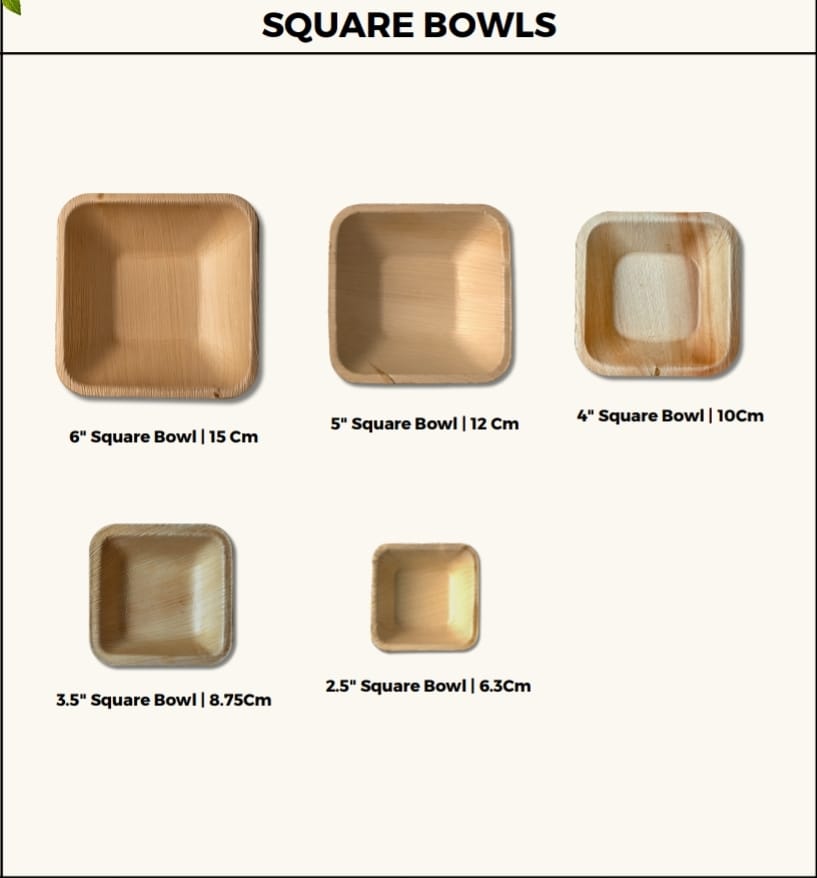 SQUARE BOWLS
6" Square Bowl | 15 Cm
5" Square Bowl | 12 Cm
4" Square Bowl | 10Cm
3.5" Square Bowl | 8.75Cm
2.5" Square Bowl | 6.3Cm